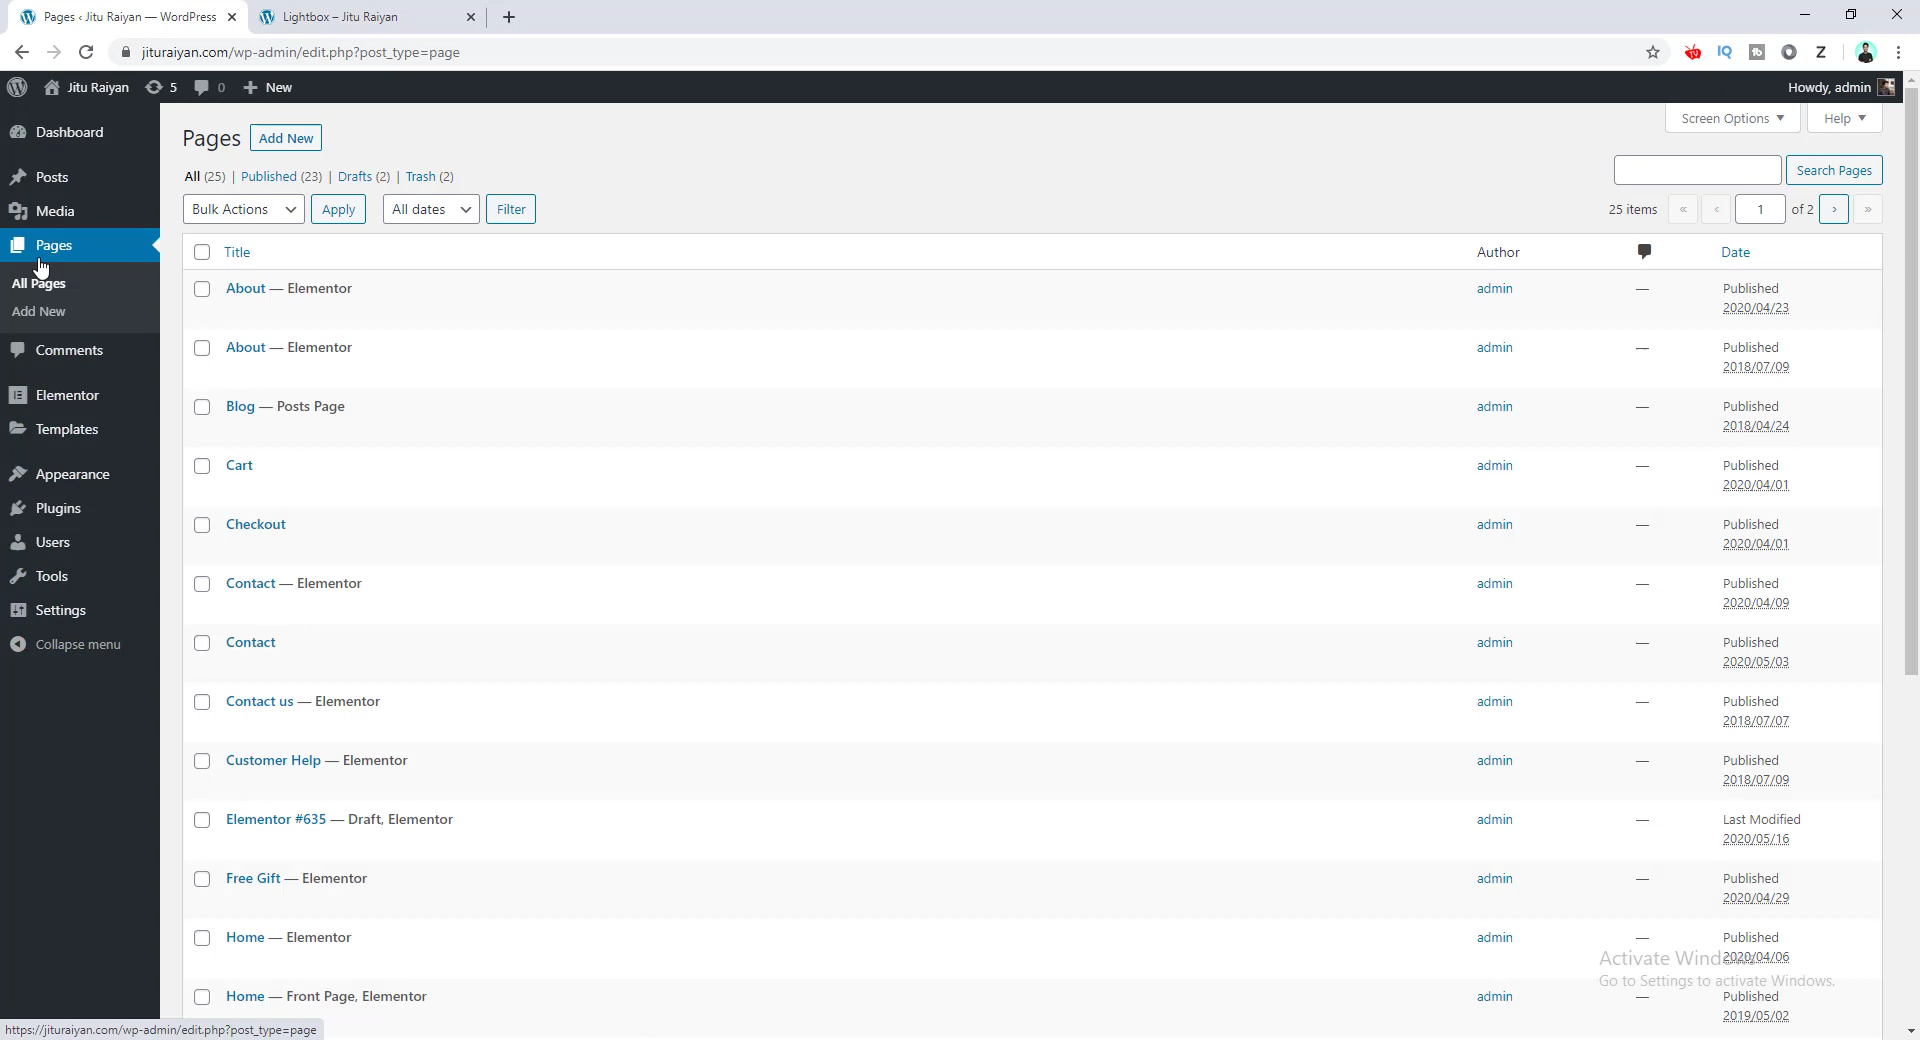 Pages ‹ Jitu Raiyan — WordPress
Lightbox – Jitu Raiyan
jituraiyan.com/wp-admin/edit.php?post_type=page
IQ
tb
Z
Jitu Raiyan
5
0
New
Howdy, admin
Dashboard
Posts
Media
Pages
All Pages
Add New
Comments
Elementor
Templates
Appearance
Plugins
Users
Tools
Settings
Collapse menu
Pages
Add New
Screen Options
Help
All (25) | Published (23) | Drafts (2) | Trash (2)
Search Pages
Bulk Actions
Apply
All dates
Filter
25 items « ‹ 1 of 2 › »
Title Author Date
About — Elementor admin — Published
2020/04/23
About — Elementor admin — Published
2018/07/09
Blog — Posts Page admin — Published
2018/04/24
Cart admin — Published
2020/04/01
Checkout admin — Published
2020/04/01
Contact — Elementor admin — Published
2020/04/09
Contact admin — Published
2020/05/03
Contact us — Elementor admin — Published
2018/07/07
Customer Help — Elementor admin — Published
2018/07/09
Elementor #635 — Draft, Elementor admin — Last Modified
2020/05/16
Free Gift — Elementor admin — Published
2020/04/29
Home — Elementor admin — Published
2020/04/06
Activate Windows
Go to Settings to activate Windows.
Home — Front Page, Elementor admin — Published
2019/05/02
https://jituraiyan.com/wp-admin/edit.php?post_type=page